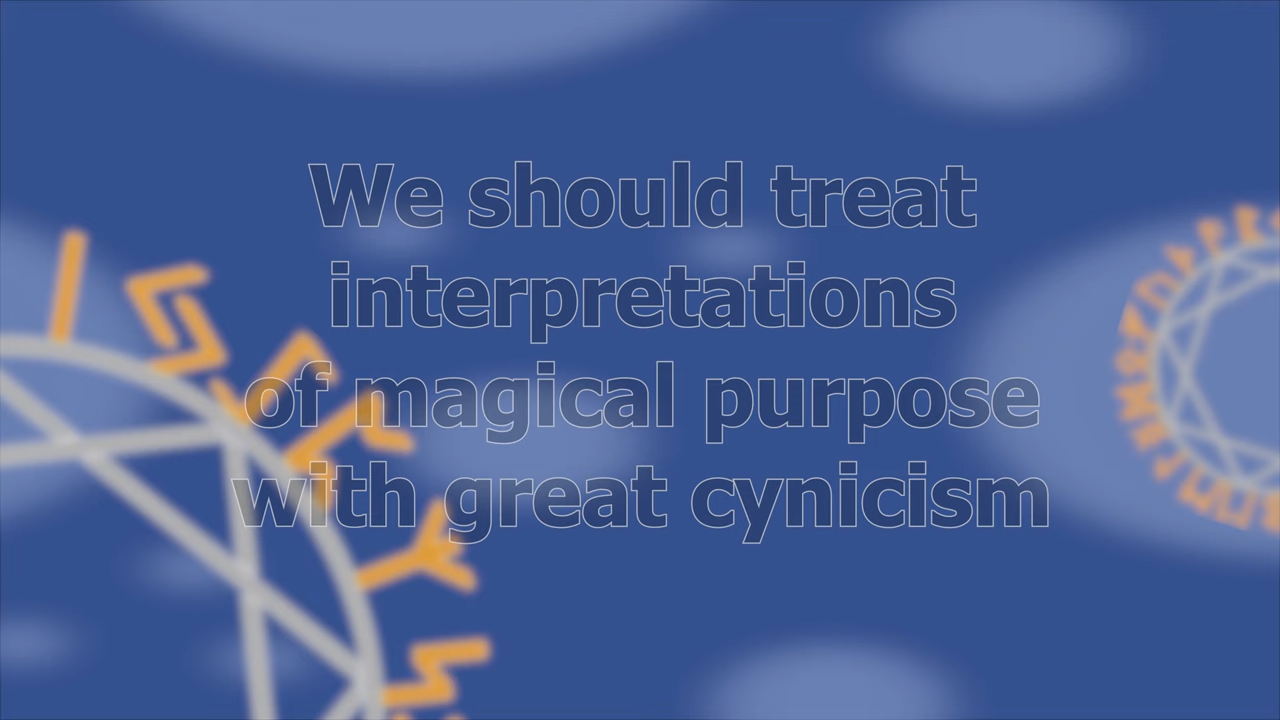 We should treat
interpretations
of magical purpose
with great cynicism